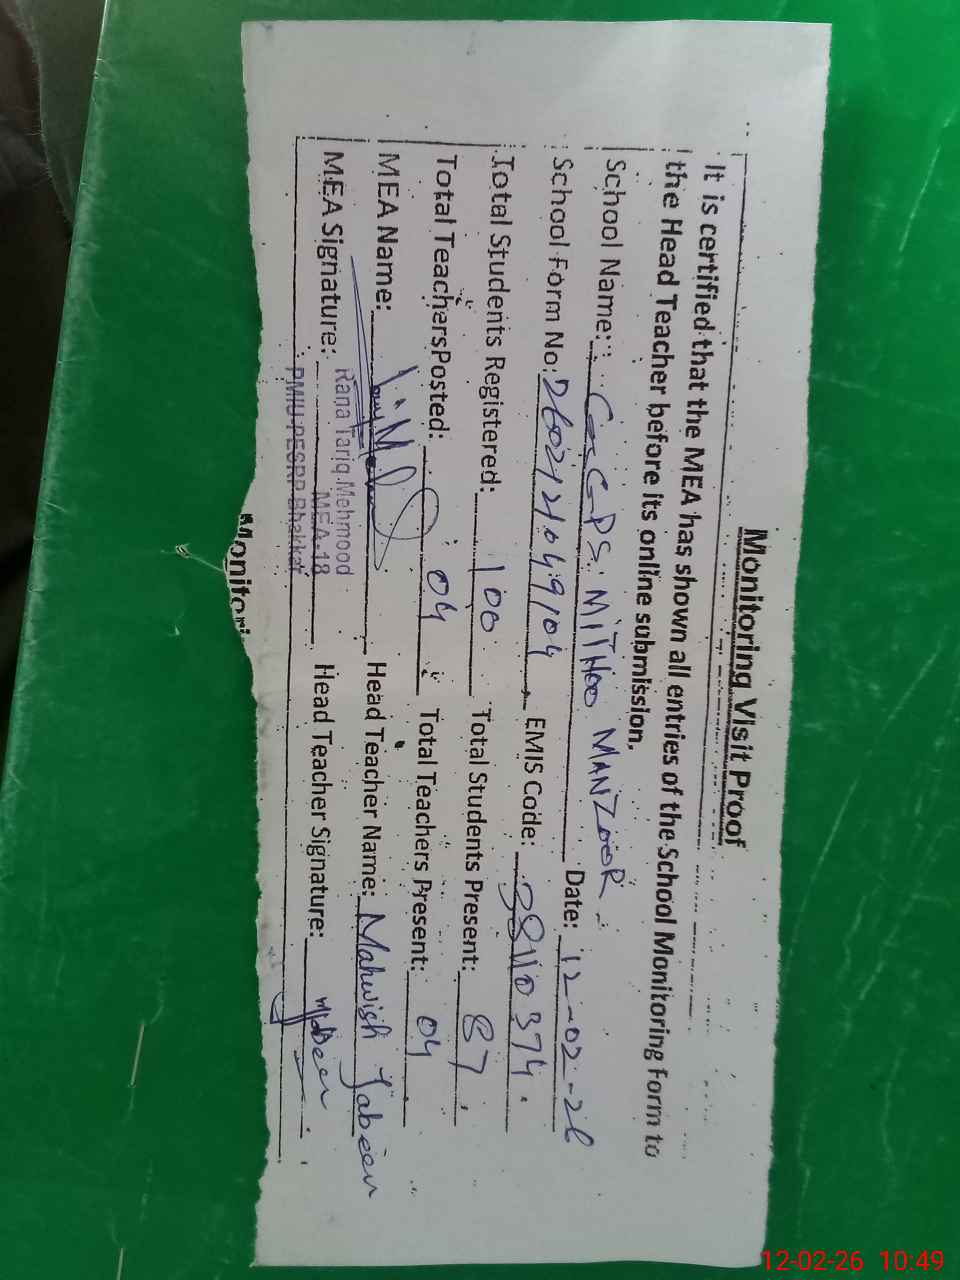 Monitoring Visit Proof
It is certified that the MEA has shown all entries of the School Monitoring Form to
the Head Teacher before its online submission.
School Name: GGPS. MITHOO MANZOOR Date: 12-02-26
School Form No: 26021210449104 EMIS Code: 38110374.
Total Students Registered: 100 Total Students Present: 87
Total Teachers Posted: 04 Total Teachers Present: 04
MEA Name: Head Teacher Name: Mahwish Jabeen
MEA Signature: Head Teacher Signature:
Rana Tariq Mehmood
MEA-18
PMIU-PESRP Bhakkar
Monitori
12-02-26 10:49